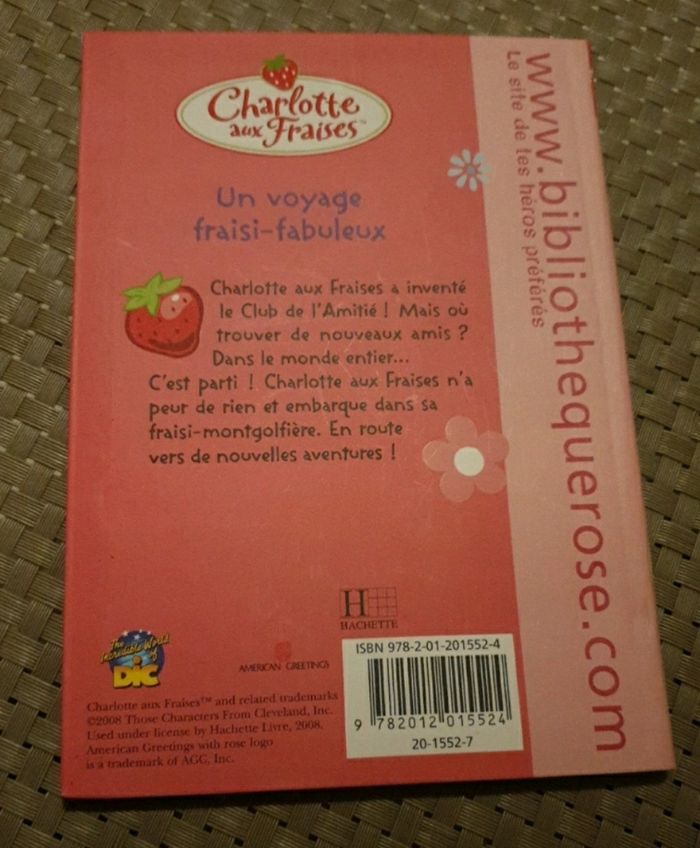 Charlotte
aux Fraises™
Un voyage
fraisi-fabuleux
Charlotte aux Fraises a inventé
le Club de l'Amitié ! Mais où
trouver de nouveaux amis ?
Dans le monde entier...
C'est parti ! Charlotte aux Fraises n'a
peur de rien et embarque dans sa
fraisi-montgolfière. En route
vers de nouvelles aventures !
www.bibliothequerose.com
Le site de tes héros préférés
H
HACHETTE
The
Incredible World
of
DIC
AMERICAN GREETINGS
Charlotte aux Fraises™ and related trademarks
©2008 Those Characters From Cleveland, Inc.
Used under license by Hachette Livre, 2008.
American Greetings with rose logo
is a trademark of AGC, Inc.
ISBN 978-2-01-201552-4
9 782012 015524
20-1552-7